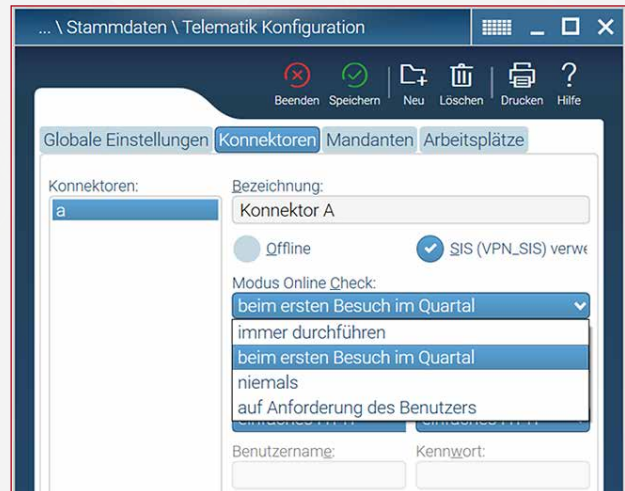 ... \ Stammdaten \ Telematik Konfiguration
Beenden Speichern Neu Löschen Drucken Hilfe
Globale Einstellungen Konnektoren Mandanten Arbeitsplätze
Konnektoren:
a
Bezeichnung:
Konnektor A
Offline SIS (VPN_SIS) verwe
Modus Online Check:
beim ersten Besuch im Quartal
immer durchführen
beim ersten Besuch im Quartal
niemals
auf Anforderung des Benutzers
Benutzername: Kennwort: